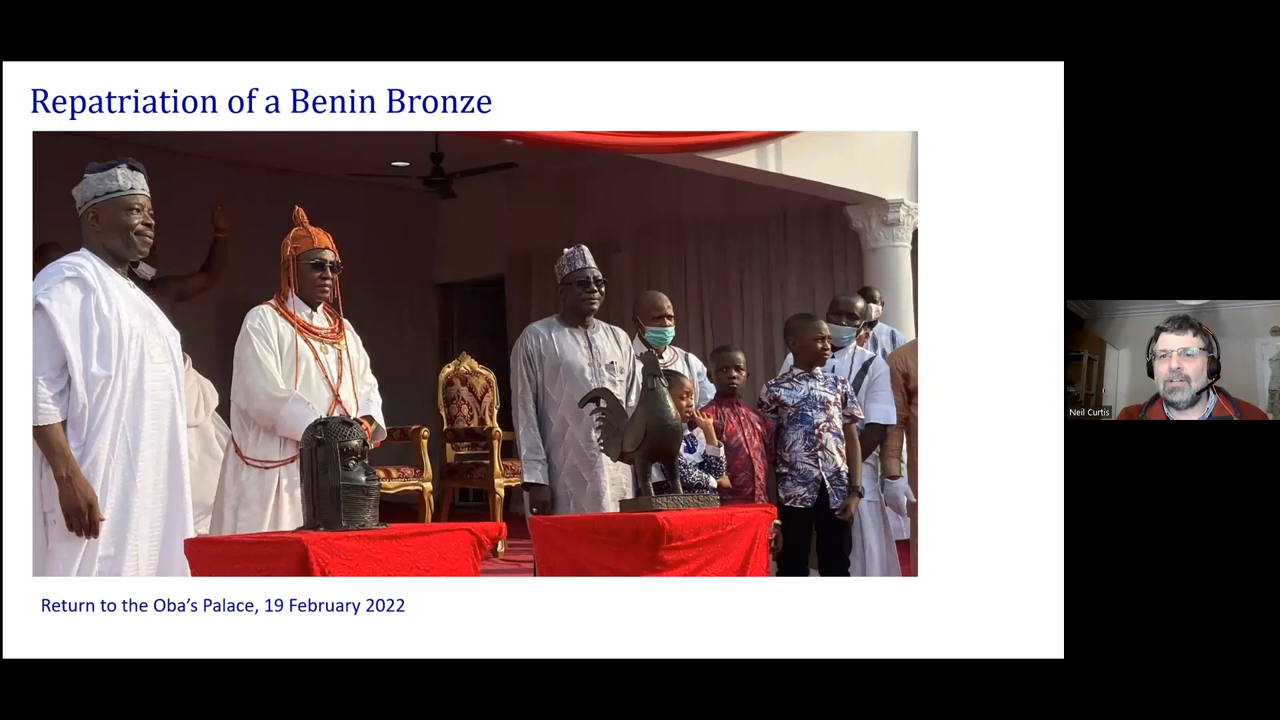 Repatriation of a Benin Bronze
Return to the Oba’s Palace, 19 February 2022
Neil Curtis